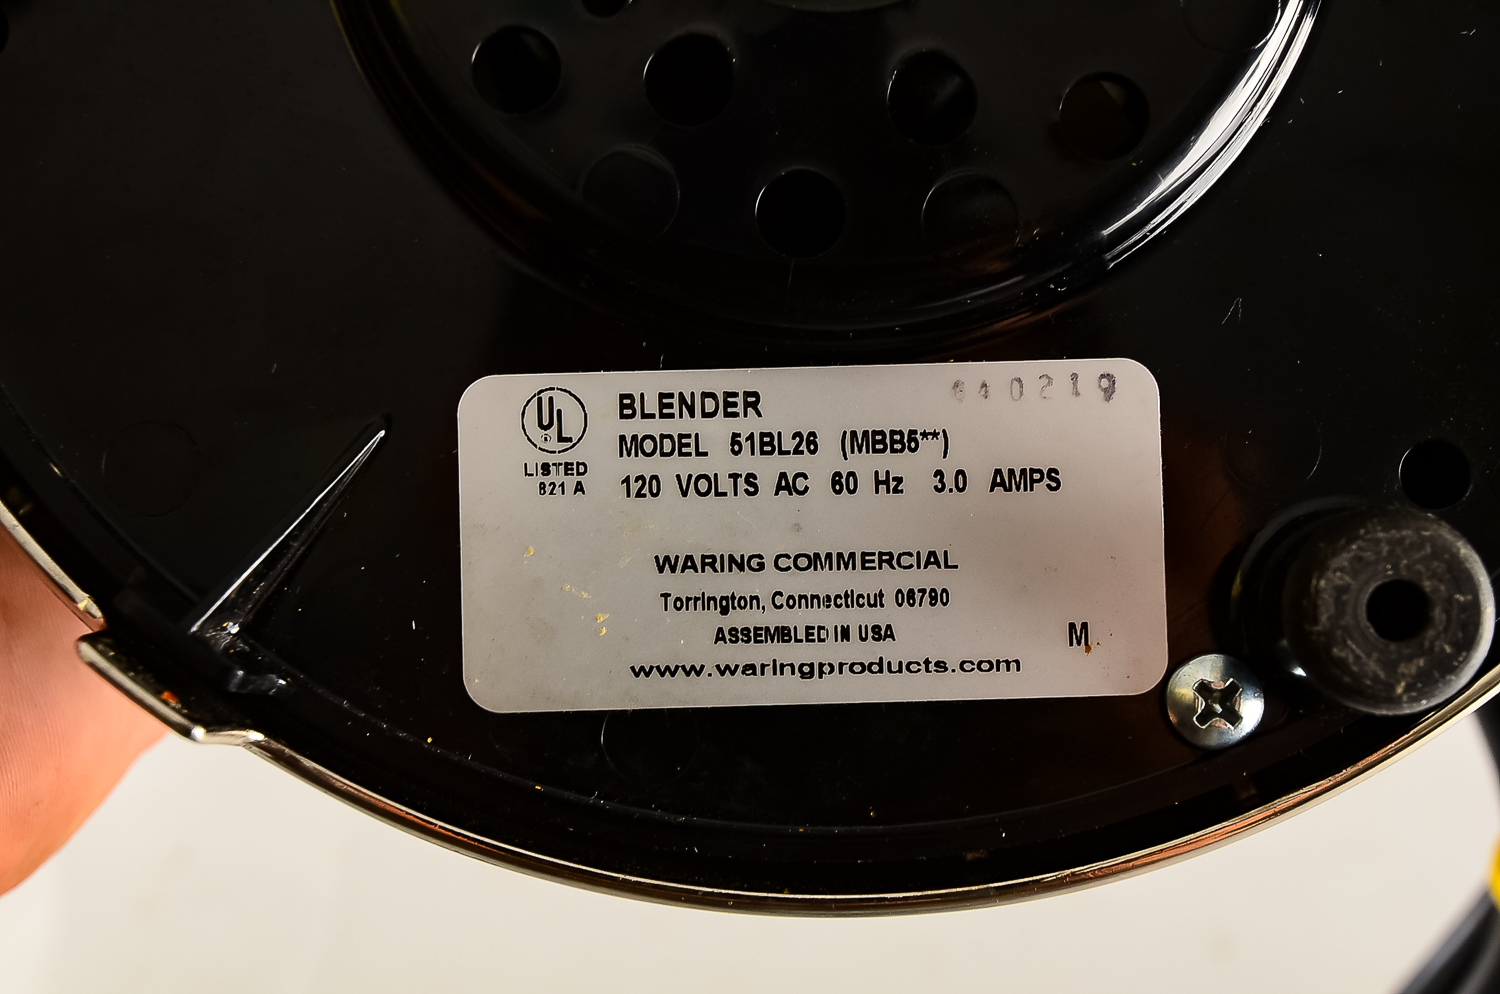 UL
LISTED
821 A
BLENDER
MODEL 51BL26 (MBB5**)
120 VOLTS AC 60 Hz 3.0 AMPS
WARING COMMERCIAL
Torrington, Connecticut 06790
ASSEMBLED IN USA
M
www.waringproducts.com